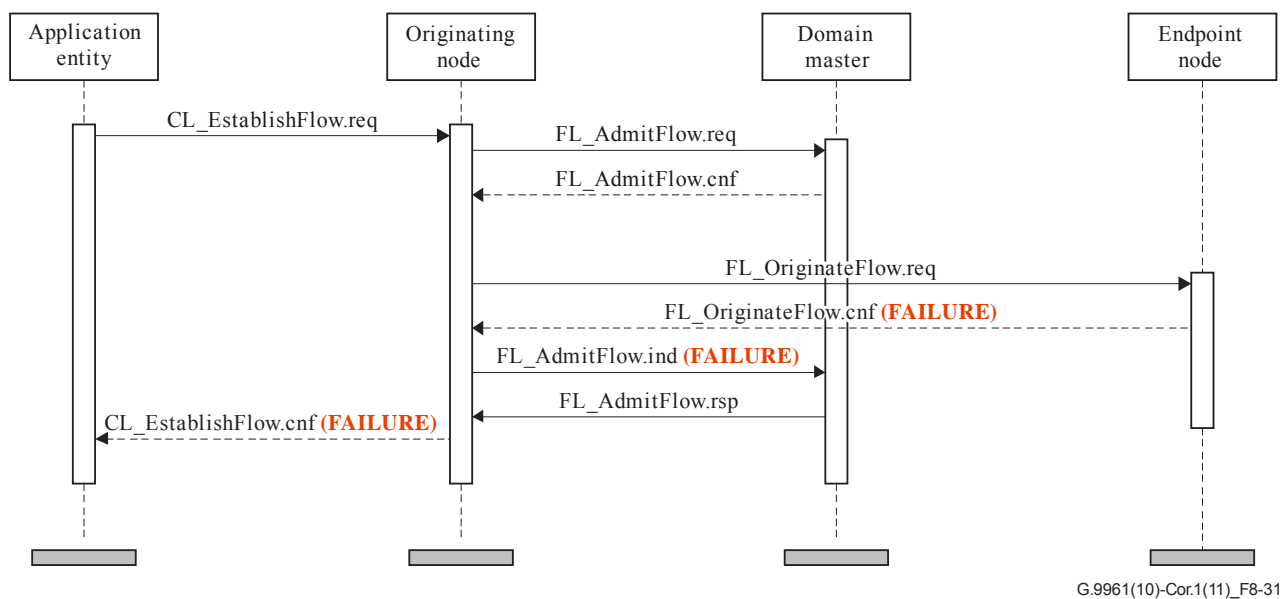 Application
entity
Originating
node
Domain
master
Endpoint
node
CL_EstablishFlow.req
FL_AdmitFlow.req
FL_AdmitFlow.cnf
FL_OriginateFlow.req
FL_OriginateFlow.cnf (FAILURE)
FL_AdmitFlow.ind (FAILURE)
FL_AdmitFlow.rsp
CL_EstablishFlow.cnf (FAILURE)
G.9961(10)-Cor.1(11)_F8-31